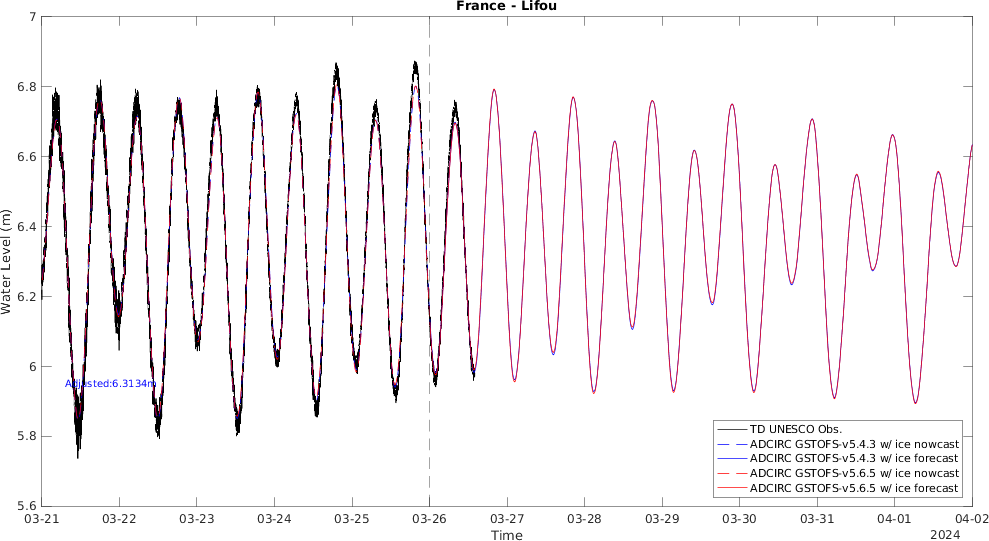 France - Lifou
7
6.8
6.6
6.4
6.2
6
5.8
5.6
Water Level (m)
Adjusted:6.3134m
TD UNESCO Obs.
ADCIRC GSTOFS-v5.4.3 w/ ice nowcast
ADCIRC GSTOFS-v5.4.3 w/ ice forecast
ADCIRC GSTOFS-v5.6.5 w/ ice nowcast
ADCIRC GSTOFS-v5.6.5 w/ ice forecast
03-21 03-22 03-23 03-24 03-25 03-26 03-27 03-28 03-29 03-30 03-31 04-01 04-02
Time
2024